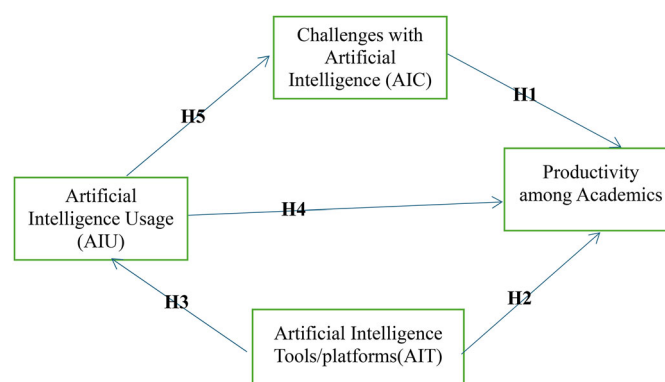 Challenges with
Artificial
Intelligence (AIC)
H1
H5
Productivity
among Academics
Artificial
Intelligence Usage
(AIU)
H4
H3
H2
Artificial Intelligence
Tools/platforms(AIT)